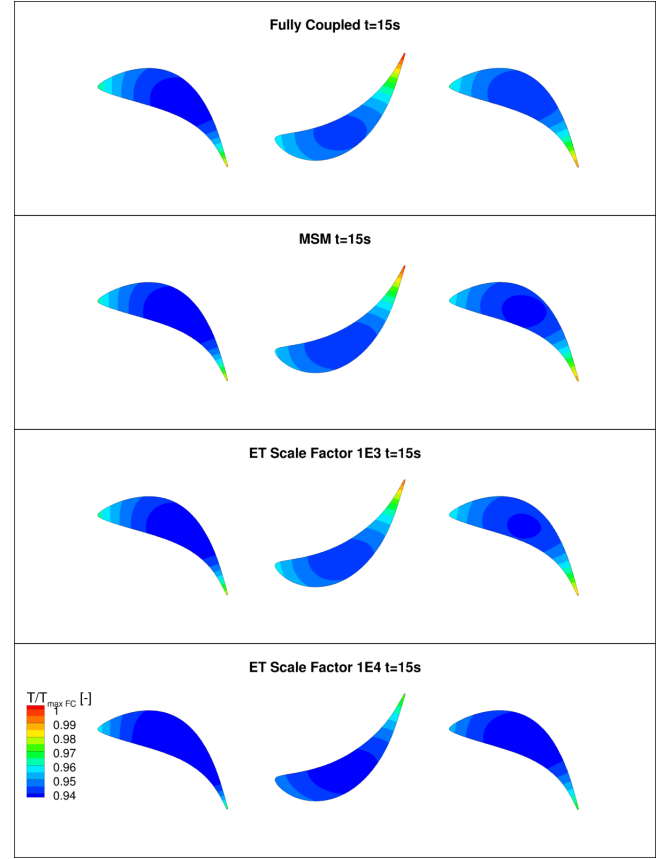 Fully Coupled t=15s
MSM t=15s
ET Scale Factor 1E3 t=15s
ET Scale Factor 1E4 t=15s
T/Tmax FC [-]
1
0.99
0.98
0.97
0.96
0.95
0.94